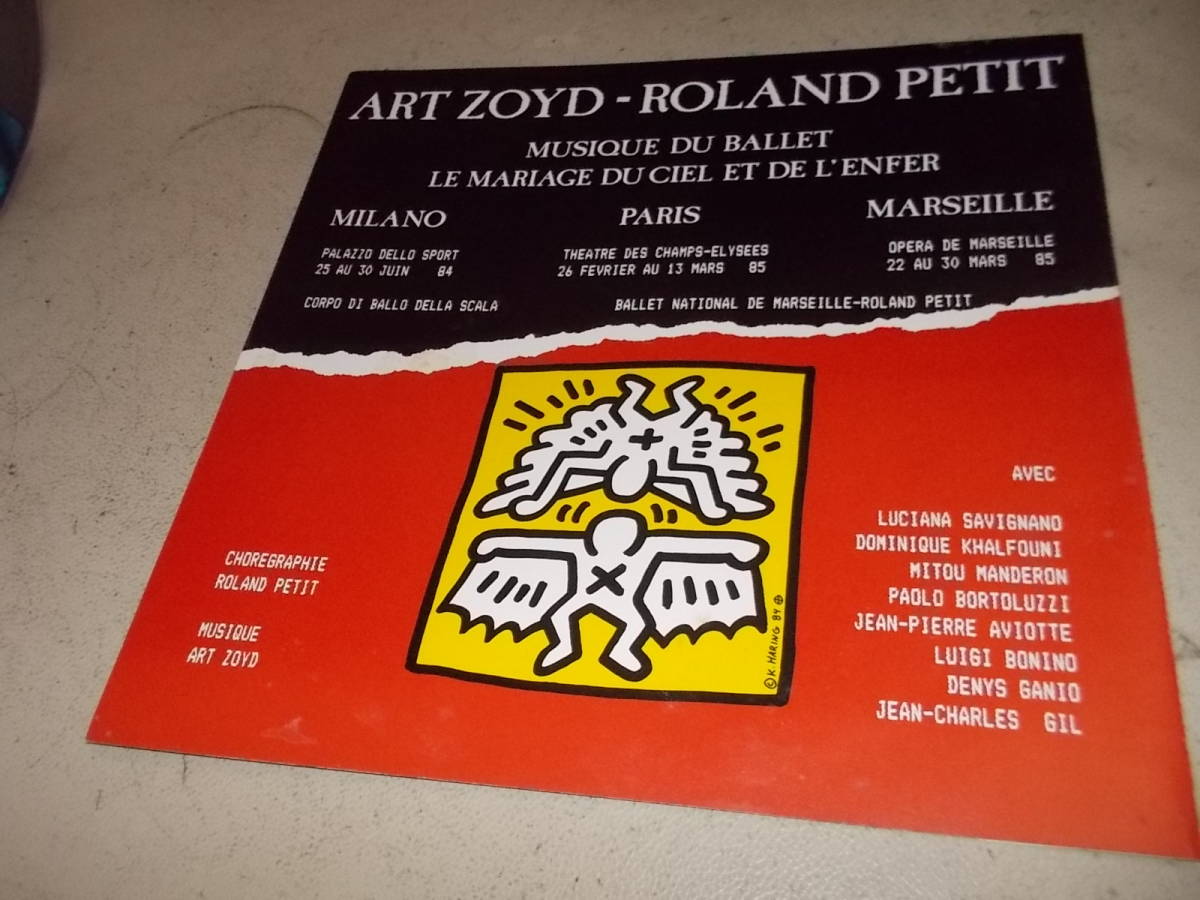 ART ZOYD - ROLAND PETIT
MUSIQUE DU BALLET
LE MARIAGE DU CIEL ET DE L'ENFER
MILANO
PALAZZO DELLO SPORT
25 AU 30 JUIN 84
CORPO DI BALLO DELLA SCALA
PARIS
THEATRE DES CHAMPS-ELYSEES
26 FEVRIER AU 13 MARS 85
MARSEILLE
OPERA DE MARSEILLE
22 AU 30 MARS 85
BALLET NATIONAL DE MARSEILLE-ROLAND PETIT
CHOREGRAPHIE
ROLAND PETIT
MUSIQUE
ART ZOYD
© K. HARING 84
AVEC
LUCIANA SAVIGNANO
DOMINIQUE KHALFOUNI
MITOU MANDERON
PAOLO BORTOLUZZI
JEAN-PIERRE AVIOTTE
LUIGI BONINO
DENYS GANIO
JEAN-CHARLES GIL